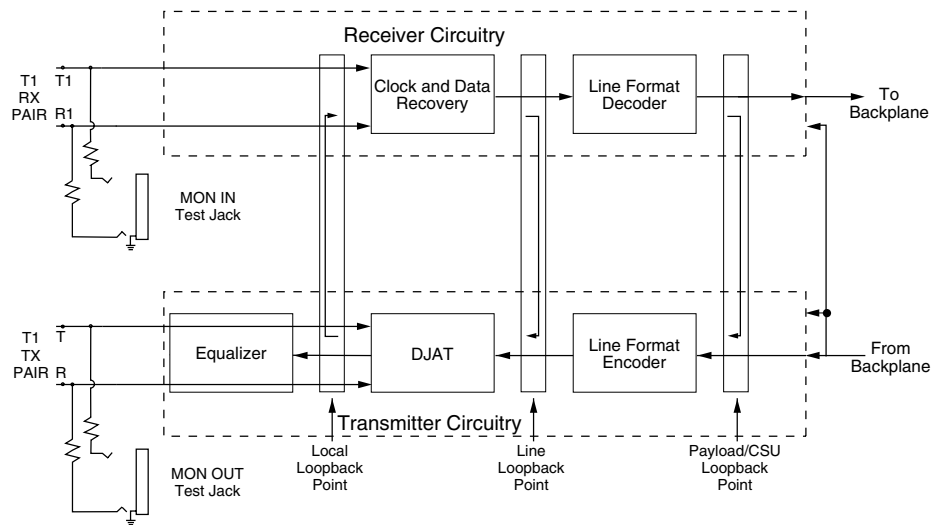 Receiver Circuitry
T1 T1
RX
PAIR R1
Clock and Data
Recovery
Line Format
Decoder
To
Backplane
MON IN
Test Jack
T1 T
TX
PAIR R
Equalizer
DJAT
Line Format
Encoder
From
Backplane
Transmitter Circuitry
MON OUT
Test Jack
Local
Loopback
Point
Line
Loopback
Point
Payload/CSU
Loopback
Point